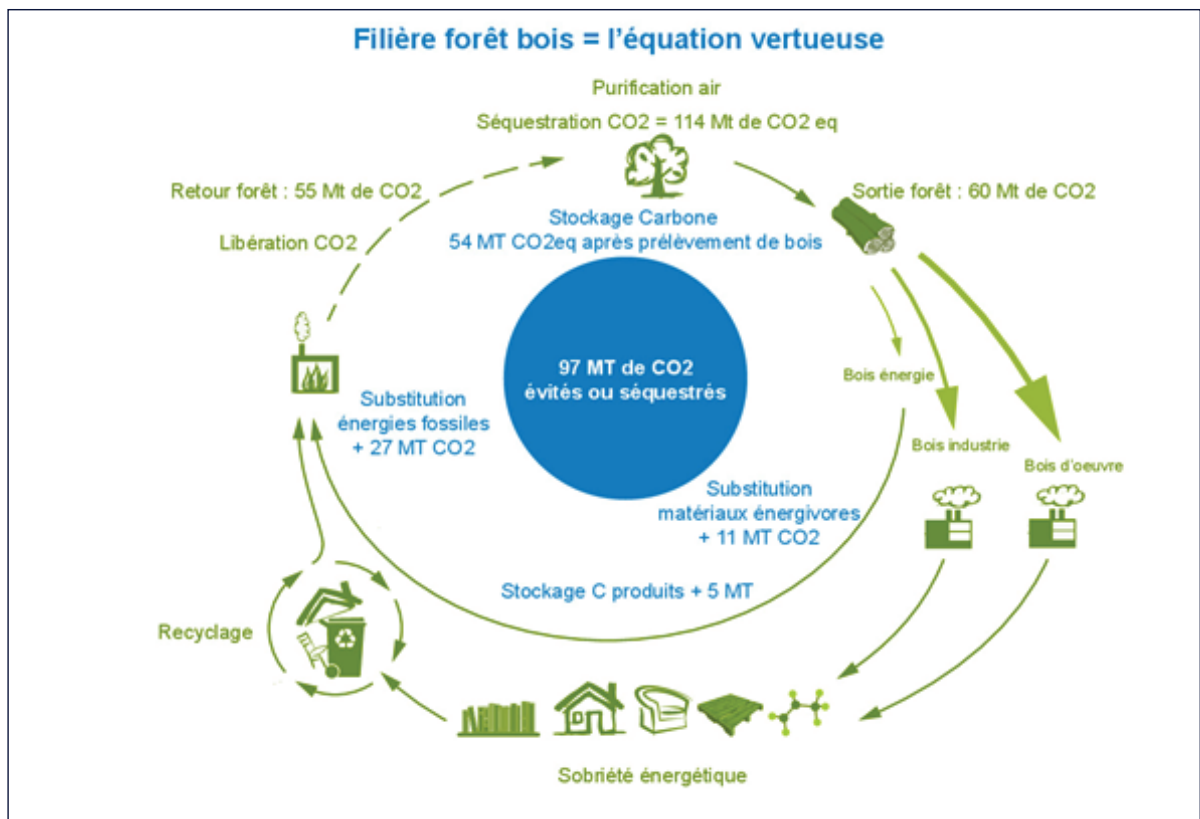 Filière forêt bois = l'équation vertueuse
Purification air
Séquestration CO2 = 114 Mt de CO2 eq
Retour forêt : 55 Mt de CO2
Sortie forêt : 60 Mt de CO2
Libération CO2
Stockage Carbone
54 MT CO2eq après prélèvement de bois
97 MT de CO2
évités ou séquestrés
Bois énergie
Substitution
énergies fossiles
+ 27 MT CO2
Bois industrie
Bois d'oeuvre
Substitution
matériaux énergivores
+ 11 MT CO2
Stockage C produits + 5 MT
Recyclage
Sobriété énergétique